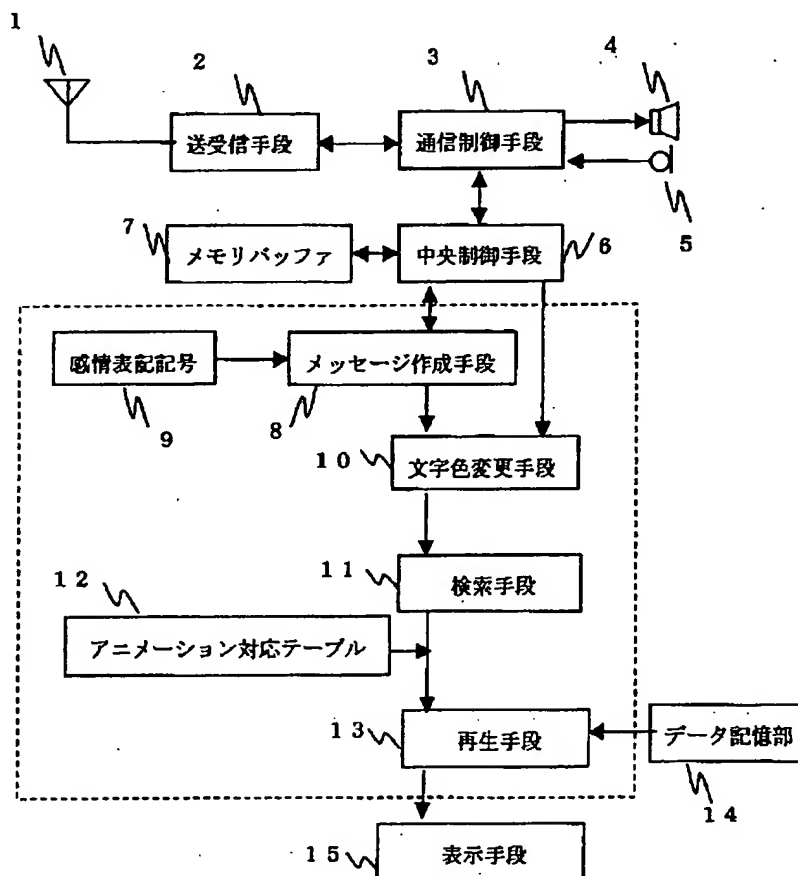 1
2
3
4
送受信手段
通信制御手段
5
7
メモリバッファ
中央制御手段
6
感情表記記号
メッセージ作成手段
9
8
10
文字色変更手段
11
検索手段
12
アニメーション対応テーブル
13
再生手段
データ記憶部
14
15
表示手段